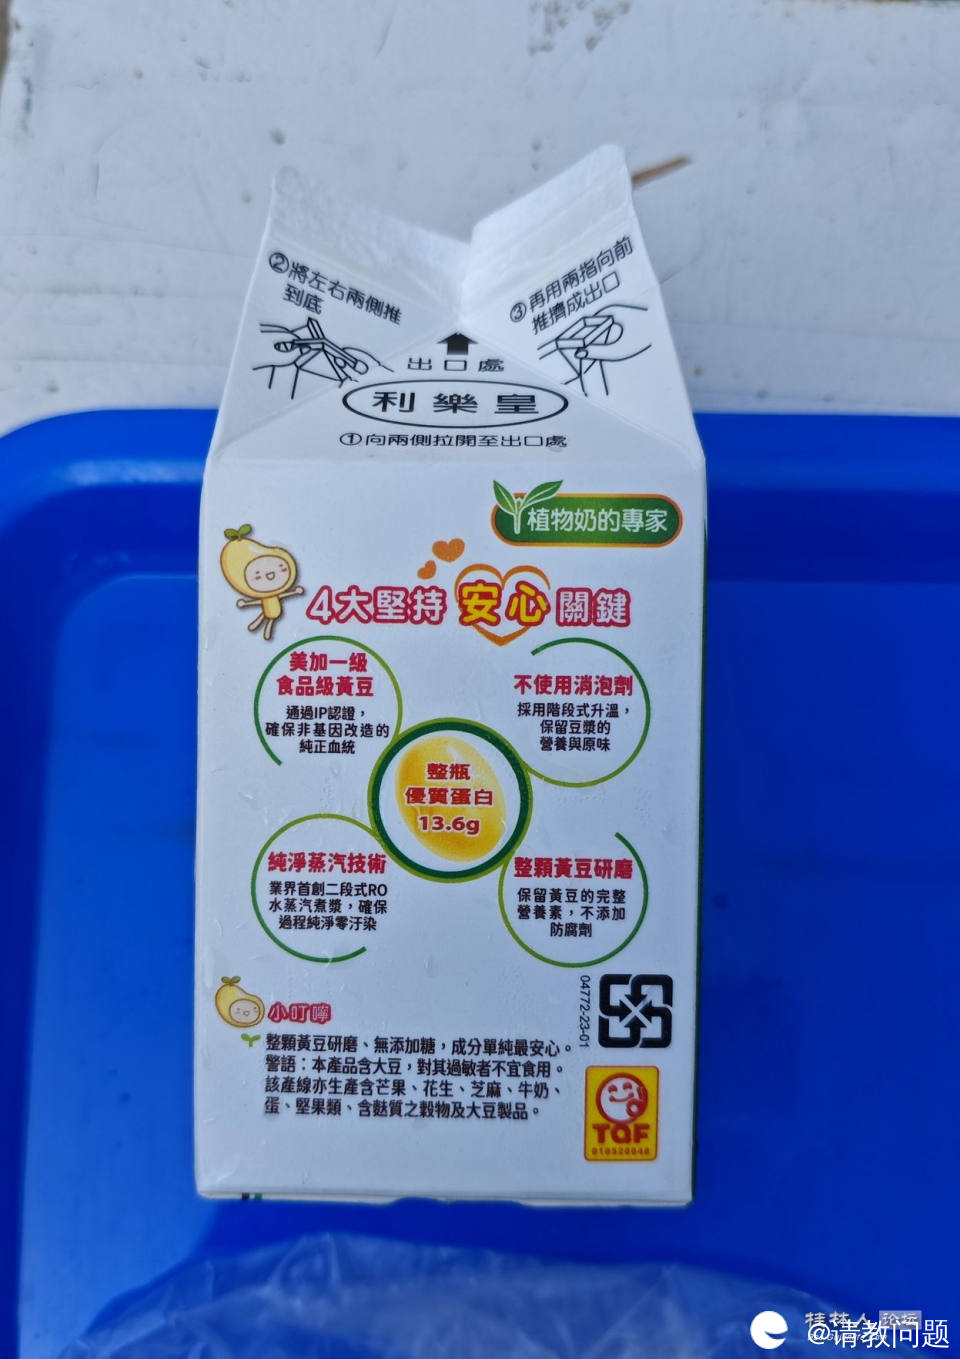 ②將左右兩側推
到底
③再用兩指向前
推擠成出口
出口處
利樂皇
①向兩側拉開至出口處
植物奶的專家
4大堅持 安心 關鍵
美加一級
食品級黃豆
通過IP認證，
確保非基因改造的
純正血統
不使用消泡劑
採用階段式升溫，
保留豆漿的
營養與原味
整瓶
優質蛋白
13.6g
純淨蒸汽技術
業界首創二段式RO
水蒸汽煮漿，確保
過程純淨零汙染
整顆黃豆研磨
保留黃豆的完整
營養素，不添加
防腐劑
04772-23-01
小叮嚀
整顆黃豆研磨、無添加糖，成分單純最安心。
警語：本產品含大豆，對其過敏者不宜食用。
該產線亦生產含芒果、花生、芝麻、牛奶、
蛋、堅果類、含麩質之穀物及大豆製品。
TQF
桂林人 论坛
@请教问题